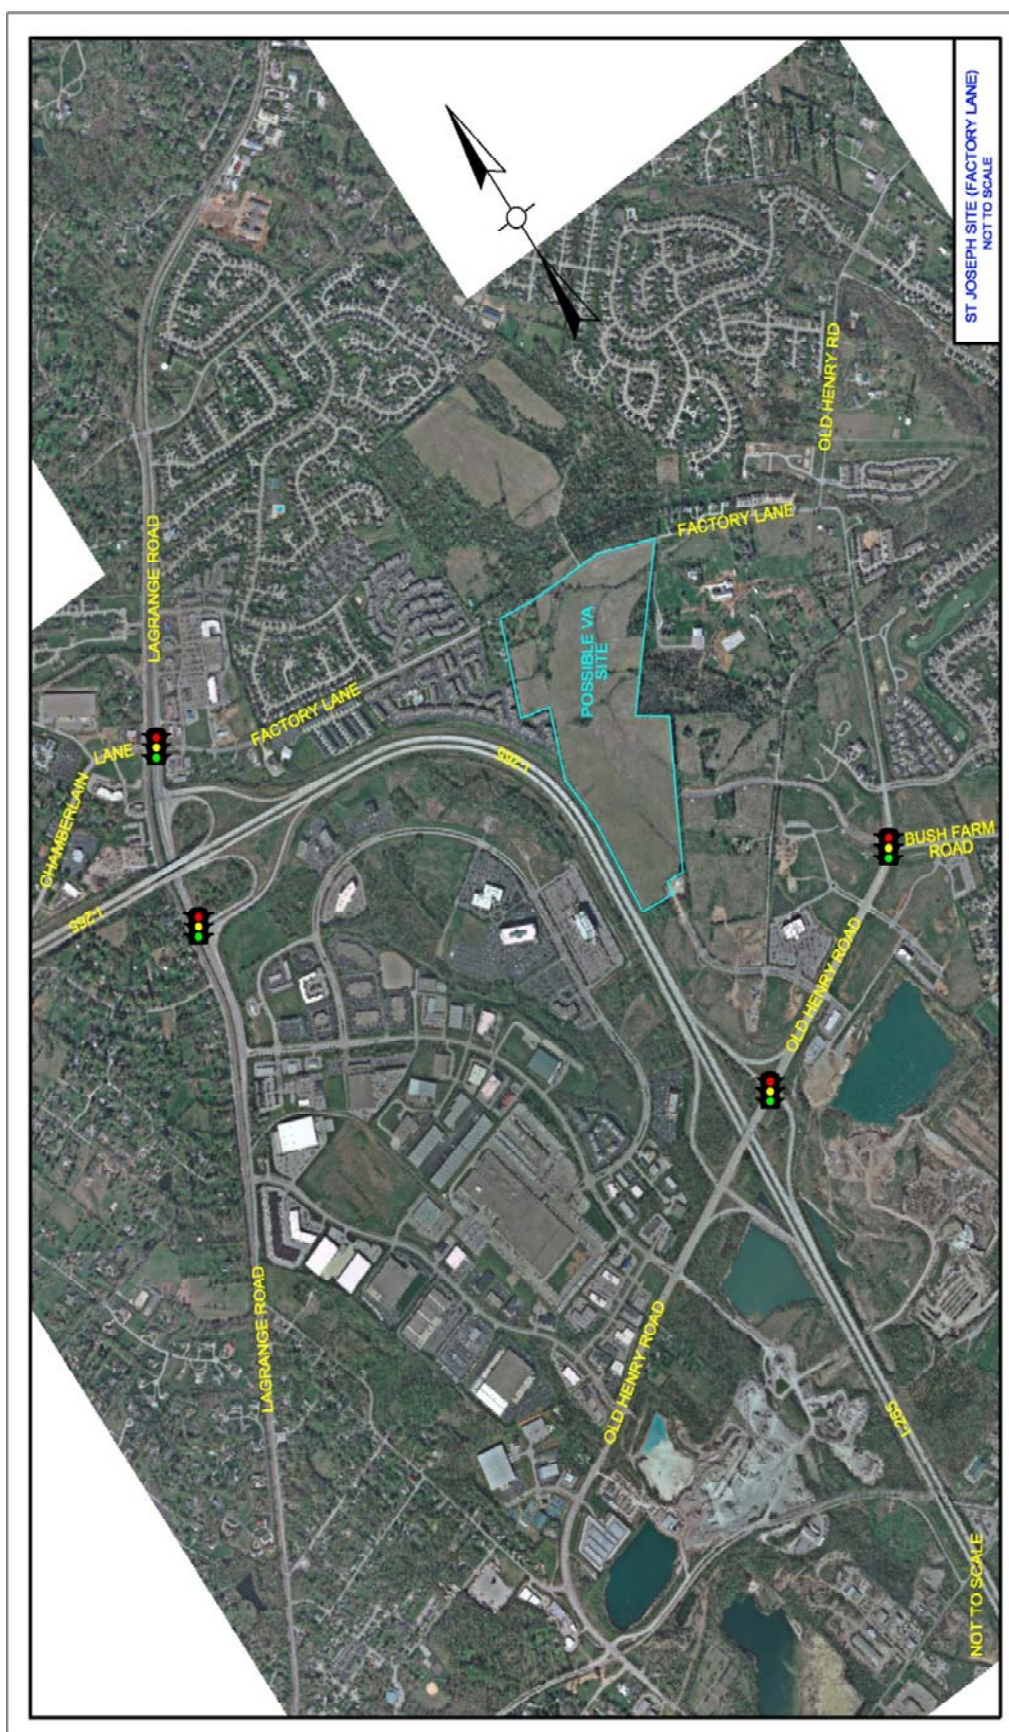 ST JOSEPH SITE (FACTORY LANE)
NOT TO SCALE
OLD HENRY RD
FACTORY LANE
LAGRANGE ROAD
POSSIBLE VA
SITE
FACTORY LANE
LANE
CHAMBERLAIN
I-265
I-265
BUSH FARM
ROAD
OLD HENRY ROAD
LAGRANGE ROAD
OLD HENRY ROAD
I-265
NOT TO SCALE